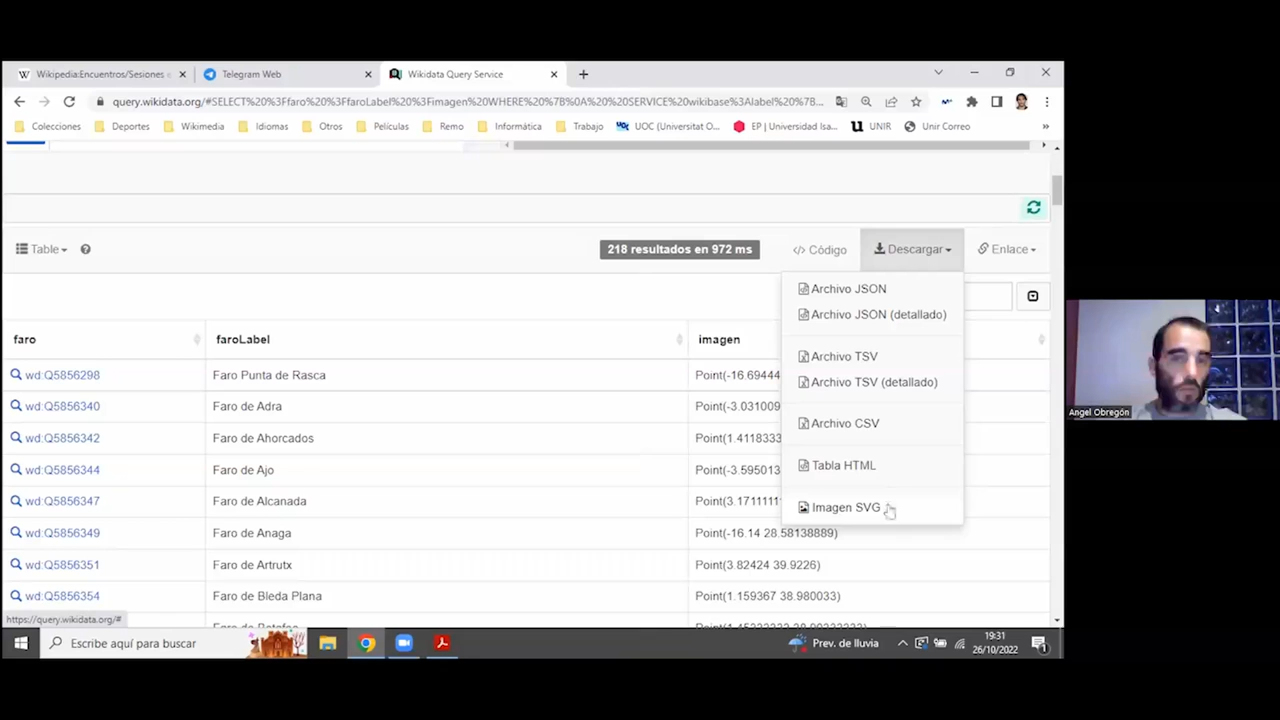 Wikipedia:Encuentros/Sesiones
Telegram Web
Wikidata Query Service
query.wikidata.org/#SELECT%20%3Ffaro%20%3FfaroLabel%20%3Fimagen%20WHERE%20%7B%0A%20%20SERVICE%20wikibase%3Alabel%20%7B...
Colecciones
Deportes
Wikimedia
Idiomas
Otros
Películas
Remo
Informática
Trabajo
UOC (Universitat O...
EP | Universidad Isa...
UNIR
Unir Correo
»
Table
218 resultados en 972 ms
</> Código
Descargar
Enlace
Archivo JSON
Archivo JSON (detallado)
Archivo TSV
Archivo TSV (detallado)
Archivo CSV
Tabla HTML
Imagen SVG
faro faroLabel imagen
wd:Q5856298 Faro Punta de Rasca Point(-16.69444
wd:Q5856340 Faro de Adra Point(-3.031009
wd:Q5856342 Faro de Ahorcados Point(1.4118333
wd:Q5856344 Faro de Ajo Point(-3.595013
wd:Q5856347 Faro de Alcanada Point(3.1711111
wd:Q5856349 Faro de Anaga Point(-16.14 28.58138889)
wd:Q5856351 Faro de Artrutx Point(3.82424 39.9226)
wd:Q5856354 Faro de Bleda Plana Point(1.159367 38.980033)
https://query.wikidata.org/#
Escribe aquí para buscar
Prev. de lluvia
19:31
26/10/2022
1
Angel Obregón